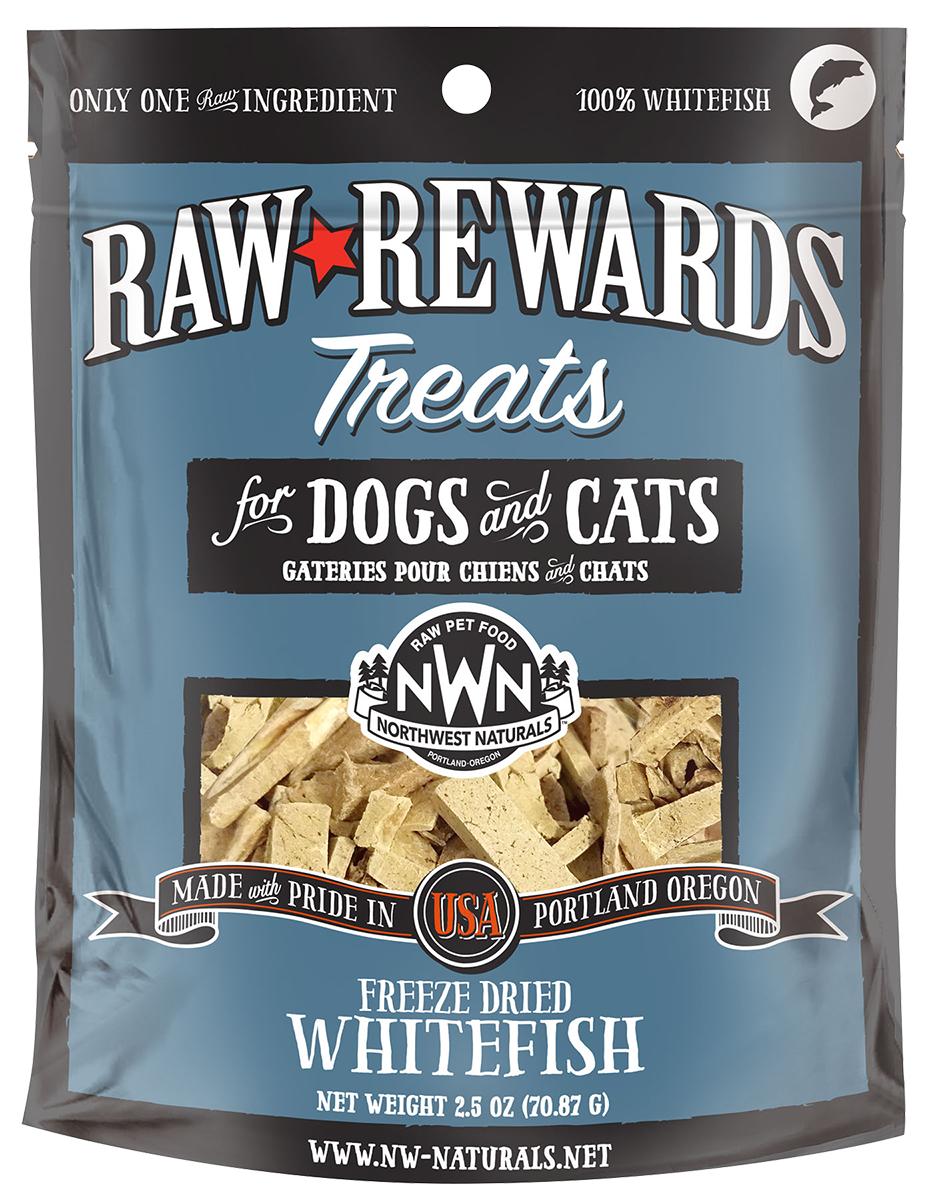 ONLY ONE Raw INGREDIENT
100% WHITEFISH
RAW REWARDS
Treats
for DOGS and CATS
GATERIES POUR CHIENS and CHATS
RAW PET FOOD
NWN
NORTHWEST NATURALS™
PORTLAND·OREGON
MADE with PRIDE IN USA PORTLAND OREGON
FREEZE DRIED
WHITEFISH
NET WEIGHT 2.5 OZ (70.87 G)
WWW.NW-NATURALS.NET